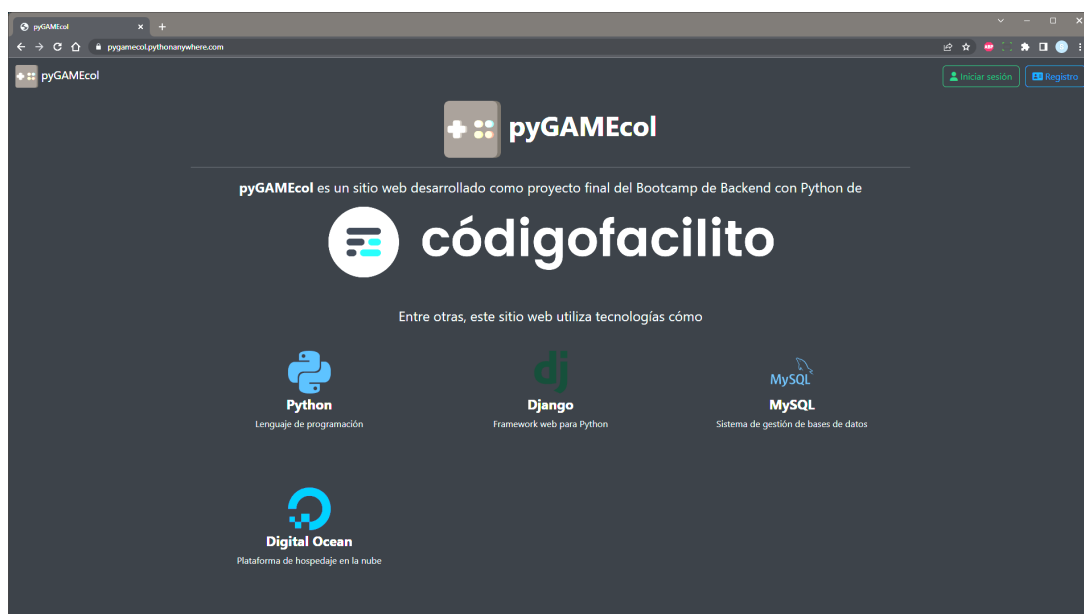 pyGAMEcol
pygamecol.pythonanywhere.com
ABP
pyGAMEcol
Iniciar sesión
Registro
pyGAMEcol
pyGAMEcol es un sitio web desarrollado como proyecto final del Bootcamp de Backend con Python de
códigofacilito
Entre otras, este sitio web utiliza tecnologías cómo
Python
Lenguaje de programación
dj
Django
Framework web para Python
MySQL
MySQL
Sistema de gestión de bases de datos
Digital Ocean
Plataforma de hospedaje en la nube